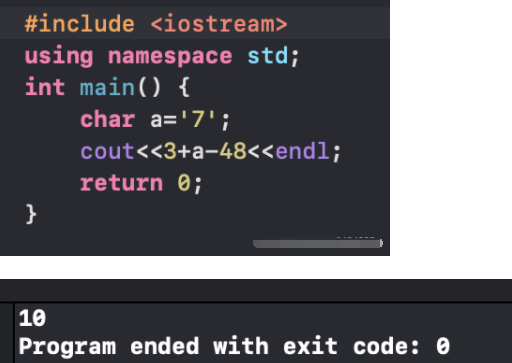 #include <iostream>
using namespace std;
int main() {
    char a='7';
    cout<<3+a-48<<endl;
    return 0;
}
10
Program ended with exit code: 0